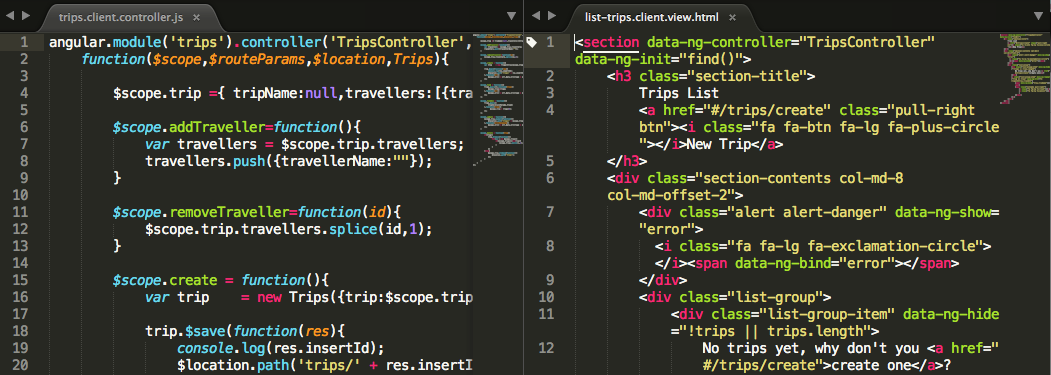 trips.client.controller.js ×
1 angular.module('trips').controller('TripsController',
2 function($scope,$routeParams,$location,Trips){
3
4 $scope.trip ={ tripName:null,travellers:[{tra
5
6 $scope.addTraveller=function(){
7 var travellers = $scope.trip.travellers;
8 travellers.push({travellerName:""});
9 }
10
11 $scope.removeTraveller=function(id){
12 $scope.trip.travellers.splice(id,1);
13 }
14
15 $scope.create = function(){
16 var trip    = new Trips({trip:$scope.trip
17
18 trip.$save(function(res){
19 console.log(res.insertId);
20 $location.path('trips/' + res.insertI
list-trips.client.view.html ×
1 <section data-ng-controller="TripsController"
data-ng-init="find()">
2 <h3 class="section-title">
3 Trips List
4 <a href="#/trips/create" class="pull-right
btn"><i class="fa fa-btn fa-lg fa-plus-circle
"></i>New Trip</a>
5 </h3>
6 <div class="section-contents col-md-8
col-md-offset-2">
7 <div class="alert alert-danger" data-ng-show=
"error">
8 <i class="fa fa-lg fa-exclamation-circle">
</i><span data-ng-bind="error"></span>
9 </div>
10 <div class="list-group">
11 <div class="list-group-item" data-ng-hide
="!trips || trips.length">
12 No trips yet, why don't you <a href="
#/trips/create">create one</a>?